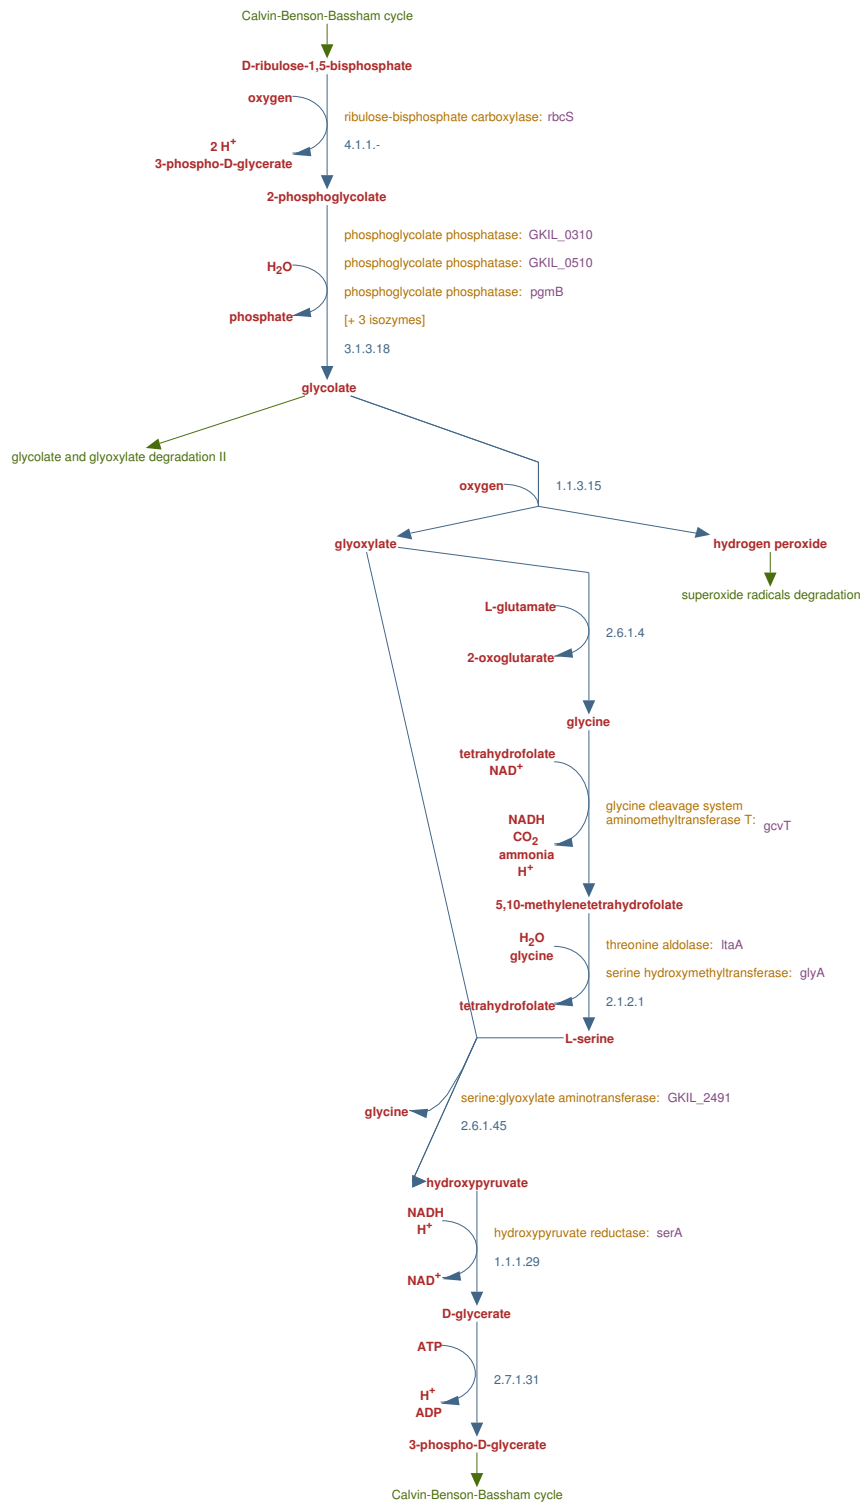 Calvin-Benson-Bassham cycle
D-ribulose-1,5-bisphosphate
oxygen
ribulose-bisphosphate carboxylase: rbcS
2 H+
4.1.1.-
3-phospho-D-glycerate
2-phosphoglycolate
phosphoglycolate phosphatase: GKIL_0310
H2O
phosphoglycolate phosphatase: GKIL_0510
phosphoglycolate phosphatase: pgmB
phosphate
[+ 3 isozymes]
3.1.3.18
glycolate
glycolate and glyoxylate degradation II
oxygen
1.1.3.15
glyoxylate
hydrogen peroxide
superoxide radicals degradation
L-glutamate
2.6.1.4
2-oxoglutarate
glycine
tetrahydrofolate
NAD+
glycine cleavage system
aminomethyltransferase T: gcvT
NADH
CO2
ammonia
H+
5,10-methylenetetrahydrofolate
H2O
glycine
threonine aldolase: ltaA
serine hydroxymethyltransferase: glyA
tetrahydrofolate
2.1.2.1
L-serine
serine:glyoxylate aminotransferase: GKIL_2491
glycine
2.6.1.45
hydroxypyruvate
NADH
H+
hydroxypyruvate reductase: serA
1.1.1.29
NAD+
D-glycerate
ATP
2.7.1.31
H+
ADP
3-phospho-D-glycerate
Calvin-Benson-Bassham cycle